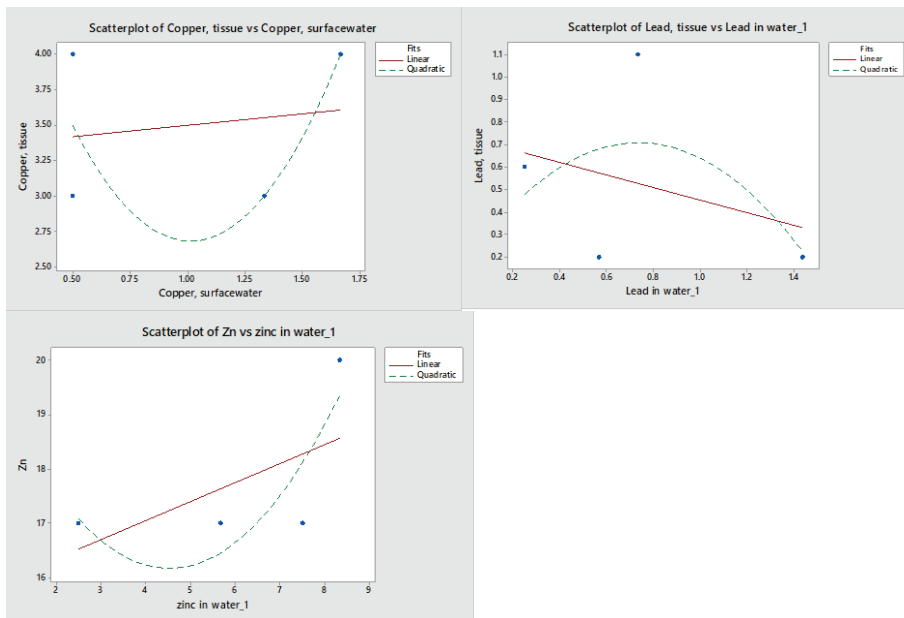 Scatterplot of Copper, tissue vs Copper, surfacewater
Fits
Linear
Quadratic
4.00
3.75
3.50
3.25
3.00
2.75
2.50
Copper, tissue
0.50
0.75
1.00
1.25
1.50
1.75
Copper, surfacewater
Scatterplot of Lead, tissue vs Lead in water_1
Fits
Linear
Quadratic
1.1
1.0
0.9
0.8
0.7
0.6
0.5
0.4
0.3
0.2
Lead, tissue
0.2
0.4
0.6
0.8
1.0
1.2
1.4
Lead in water_1
Scatterplot of Zn vs zinc in water_1
Fits
Linear
Quadratic
20
19
18
17
16
Zn
2
3
4
5
6
7
8
9
zinc in water_1